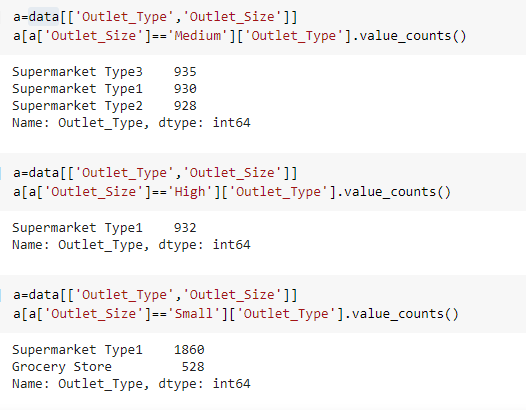 a=data[['Outlet_Type','Outlet_Size']]
a[a['Outlet_Size']=='Medium']['Outlet_Type'].value_counts()
Supermarket Type3    935
Supermarket Type1    930
Supermarket Type2    928
Name: Outlet_Type, dtype: int64
a=data[['Outlet_Type','Outlet_Size']]
a[a['Outlet_Size']=='High']['Outlet_Type'].value_counts()
Supermarket Type1    932
Name: Outlet_Type, dtype: int64
a=data[['Outlet_Type','Outlet_Size']]
a[a['Outlet_Size']=='Small']['Outlet_Type'].value_counts()
Supermarket Type1    1860
Grocery Store         528
Name: Outlet_Type, dtype: int64